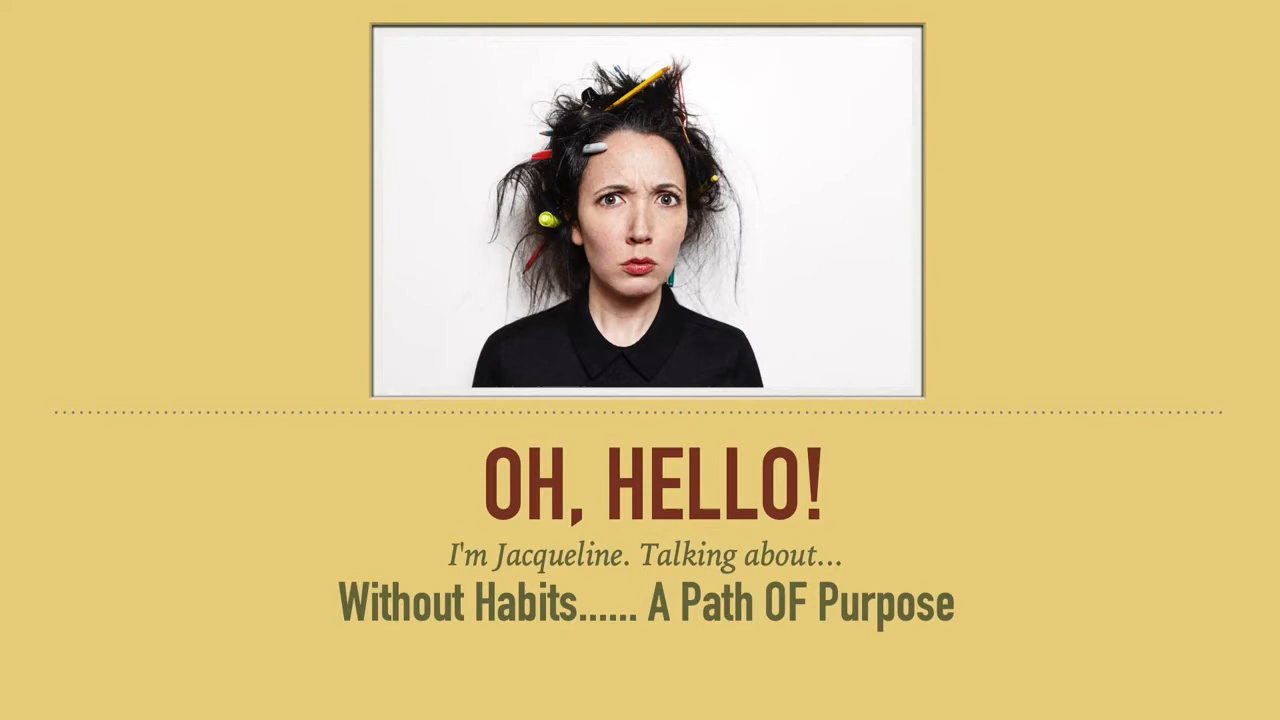 OH, HELLO!
I'm Jacqueline. Talking about...
Without Habits...... A Path OF Purpose